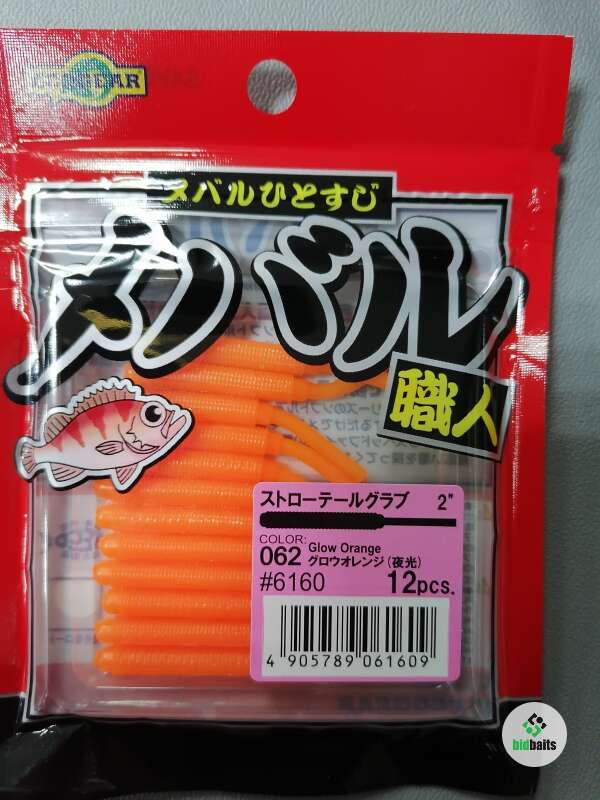 ECOGEAR
メバルひとすじ
メバル
職人
ストローテールグラブ 2"
COLOR:
062 Glow Orange
グロウオレンジ(夜光)
#6160 12pcs.
4 905789 061609
bidbaits